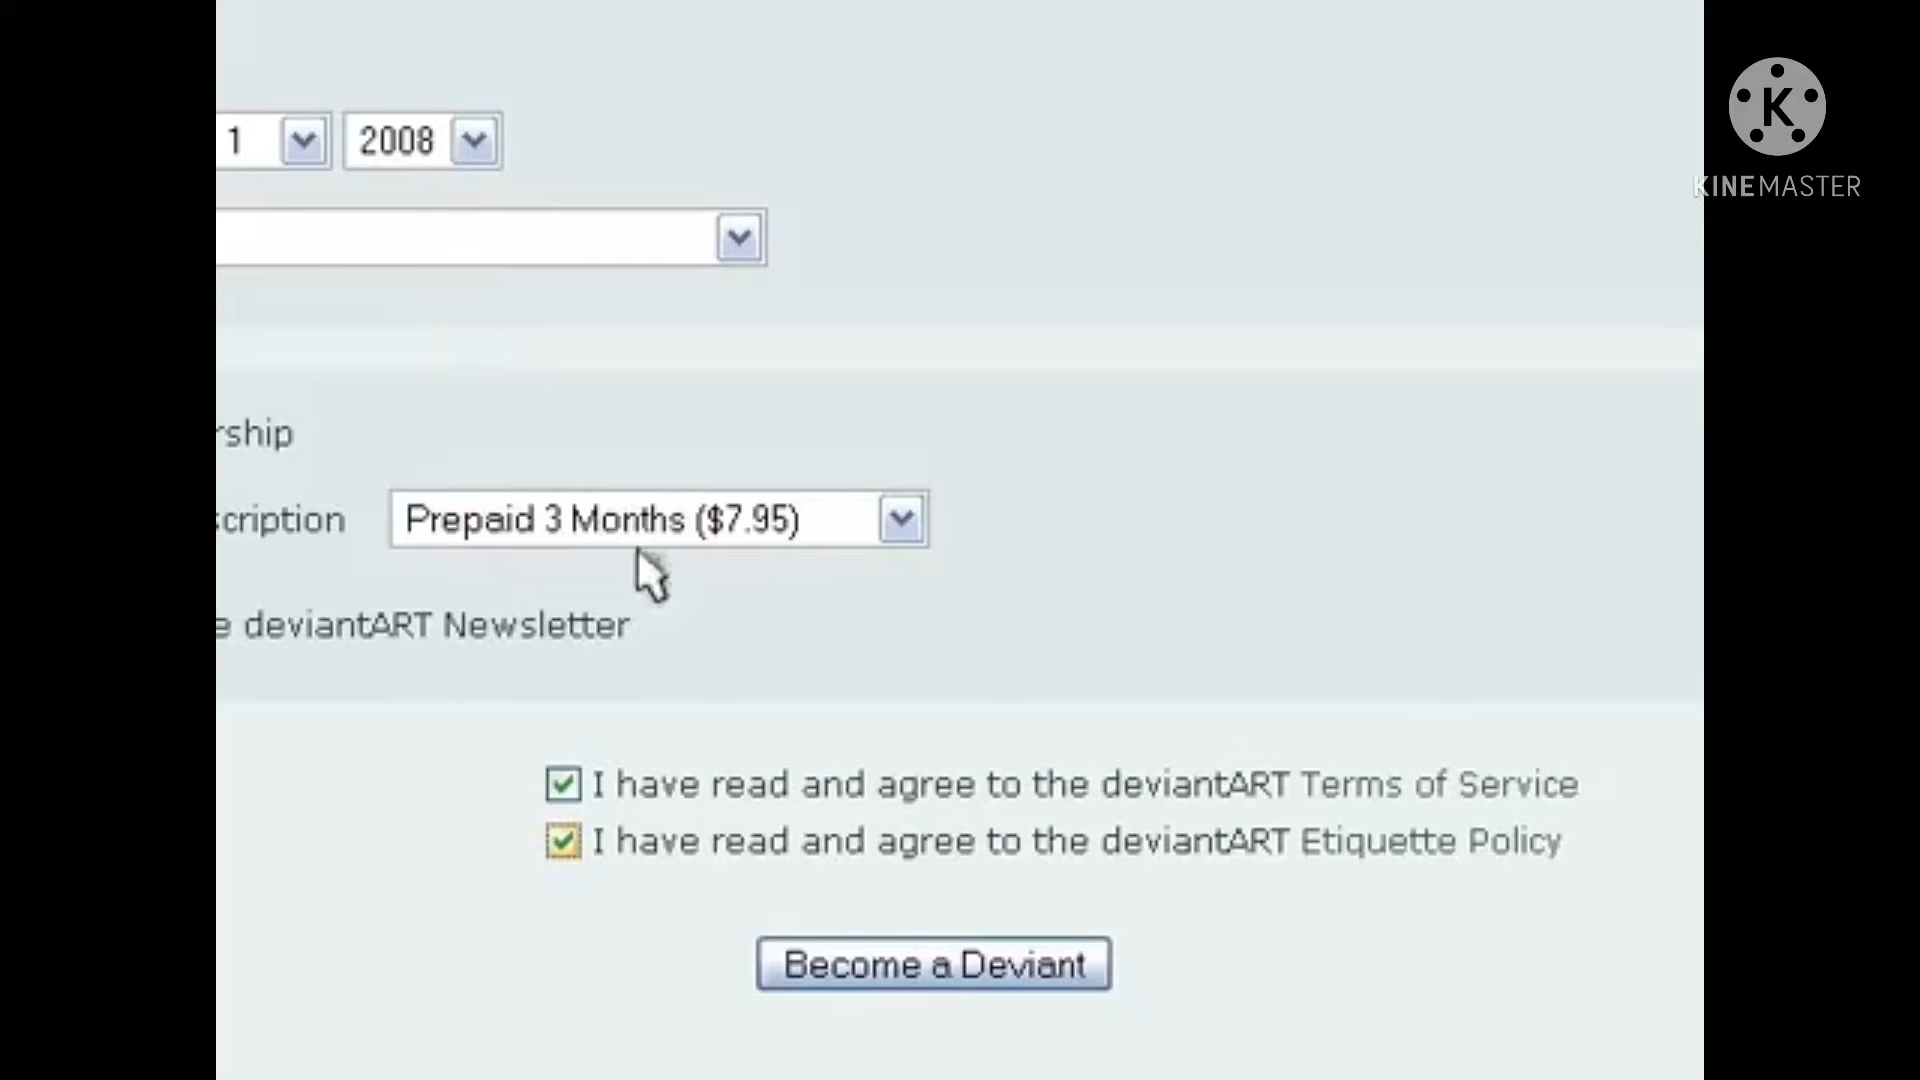 1 2008
K
KINEMASTER
rship
scription Prepaid 3 Months ($7.95)
e deviantART Newsletter
I have read and agree to the deviantART Terms of Service
I have read and agree to the deviantART Etiquette Policy
Become a Deviant